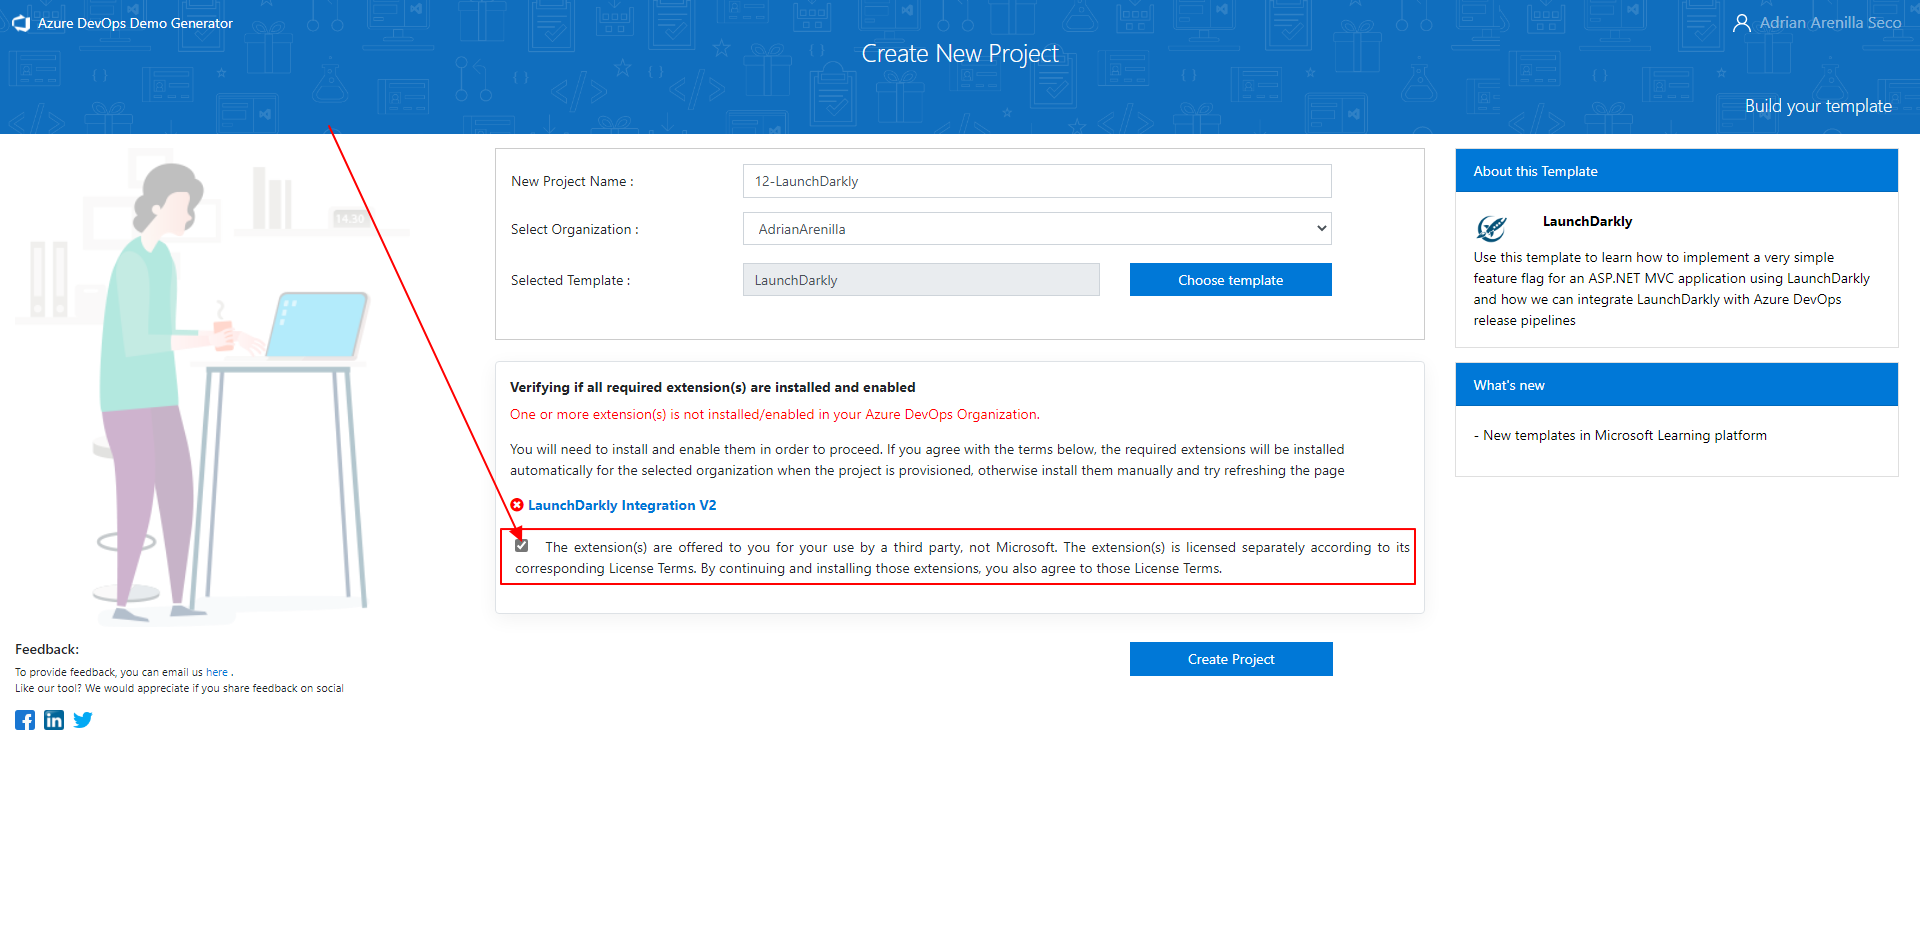 Azure DevOps Demo Generator
Adrian Arenilla Seco
Create New Project
Build your template
14.30
New Project Name :
12-LaunchDarkly
Select Organization :
AdrianArenilla
Selected Template :
LaunchDarkly
Choose template
Verifying if all required extension(s) are installed and enabled
One or more extension(s) is not installed/enabled in your Azure DevOps Organization.
You will need to install and enable them in order to proceed. If you agree with the terms below, the required extensions will be installed
automatically for the selected organization when the project is provisioned, otherwise install them manually and try refreshing the page
LaunchDarkly Integration V2
The extension(s) are offered to you for your use by a third party, not Microsoft. The extension(s) is licensed separately according to its
corresponding License Terms. By continuing and installing those extensions, you also agree to those License Terms.
Create Project
About this Template
LaunchDarkly
Use this template to learn how to implement a very simple
feature flag for an ASP.NET MVC application using LaunchDarkly
and how we can integrate LaunchDarkly with Azure DevOps
release pipelines
What's new
- New templates in Microsoft Learning platform
Feedback:
To provide feedback, you can email us here .
Like our tool? We would appreciate if you share feedback on social